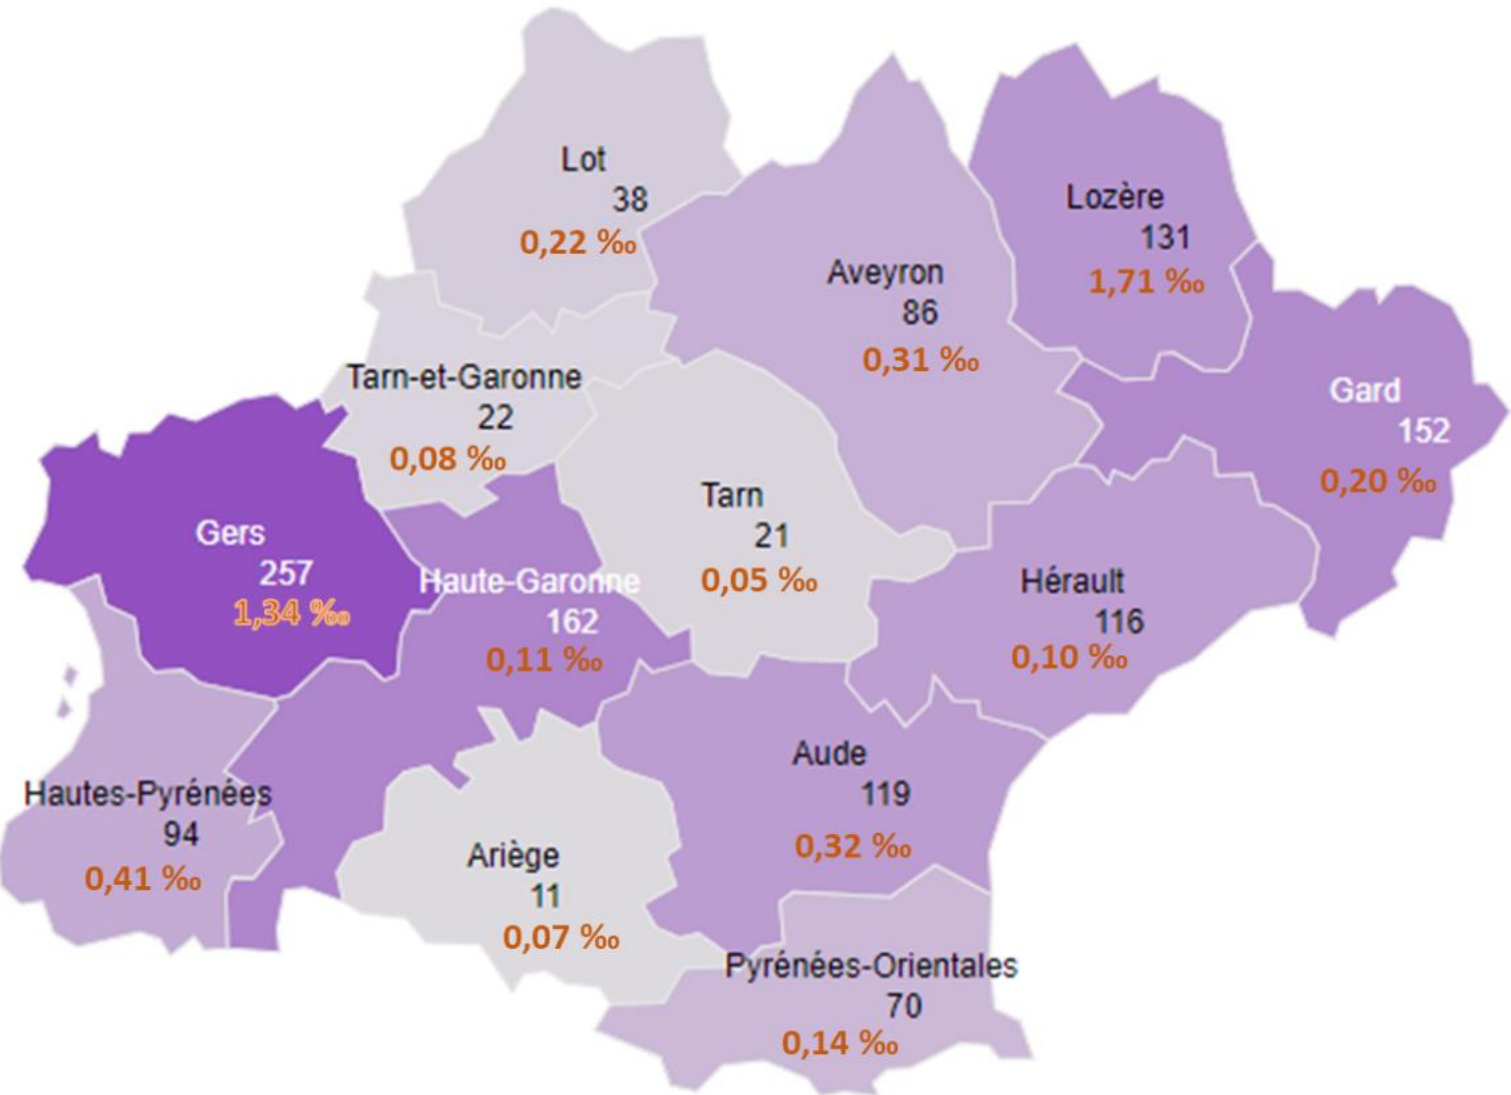 Lot
38
0,22 ‰
Lozère
131
1,71 ‰
Aveyron
86
0,31 ‰
Tarn-et-Garonne
22
0,08 ‰
Gard
152
0,20 ‰
Tarn
21
0,05 ‰
Gers
257
1,34 ‰
Haute-Garonne
162
0,11 ‰
Hérault
116
0,10 ‰
Aude
119
0,32 ‰
Hautes-Pyrénées
94
0,41 ‰
Ariège
11
0,07 ‰
Pyrénées-Orientales
70
0,14 ‰